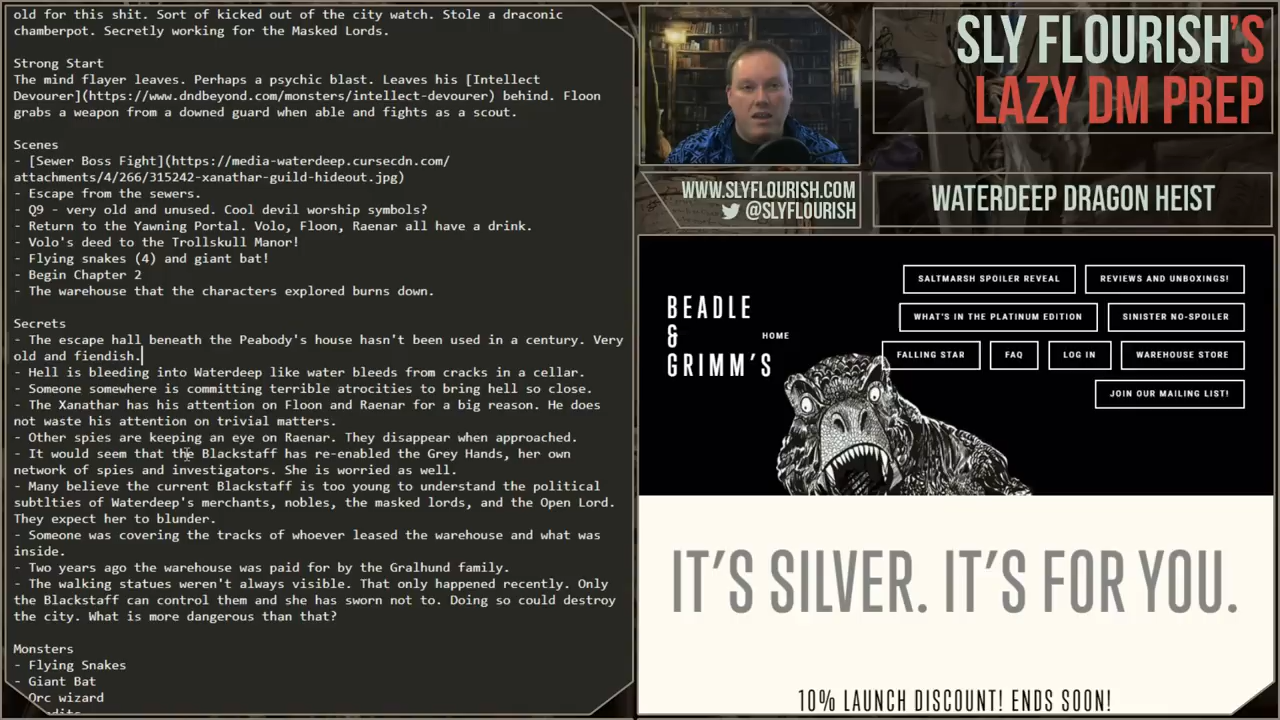 old for this shit. Sort of kicked out of the city watch. Stole a draconic
chamberpot. Secretly working for the Masked Lords.
Strong Start
The mind flayer leaves. Perhaps a psychic blast. Leaves his [Intellect
Devourer](https://www.dndbeyond.com/monsters/intellect-devourer) behind. Floon
grabs a weapon from a downed guard when able and fights as a scout.
Scenes
- [Sewer Boss Fight](https://media-waterdeep.cursecdn.com/
attachments/4/266/315242-xanathar-guild-hideout.jpg)
- Escape from the sewers.
- Q9 - very old and unused. Cool devil worship symbols?
- Return to the Yawning Portal. Volo, Floon, Raenar all have a drink.
- Volo's deed to the Trollskull Manor!
- Flying snakes (4) and giant bat!
- Begin Chapter 2
- The warehouse that the characters explored burns down.
Secrets
- The escape hall beneath the Peabody's house hasn't been used in a century. Very
old and fiendish.
- Hell is bleeding into Waterdeep like water bleeds from cracks in a cellar.
- Someone somewhere is committing terrible atrocities to bring hell so close.
- The Xanathar has his attention on Floon and Raenar for a big reason. He does
not waste his attention on trivial matters.
- Other spies are keeping an eye on Raenar. They disappear when approached.
- It would seem that the Blackstaff has re-enabled the Grey Hands, her own
network of spies and investigators. She is worried as well.
- Many believe the current Blackstaff is too young to understand the political
subtlties of Waterdeep's merchants, nobles, the masked lords, and the Open Lord.
They expect her to blunder.
- Someone was covering the tracks of whoever leased the warehouse and what was
inside.
- Two years ago the warehouse was paid for by the Gralhund family.
- The walking statues weren't always visible. That only happened recently. Only
the Blackstaff can control them and she has sworn not to. Doing so could destroy
the city. What is more dangerous than that?
Monsters
- Flying Snakes
- Giant Bat
Orc wizard
SLY FLOURISH'S
LAZY DM PREP
WWW.SLYFLOURISH.COM
@SLYFLOURISH
WATERDEEP DRAGON HEIST
BEADLE
&
GRIMM'S
HOME
SALTMARSH SPOILER REVEAL
REVIEWS AND UNBOXINGS!
WHAT'S IN THE PLATINUM EDITION
SINISTER NO-SPOILER
FALLING STAR
FAQ
LOG IN
WAREHOUSE STORE
JOIN OUR MAILING LIST!
IT'S SILVER. IT'S FOR YOU.
10% LAUNCH DISCOUNT! ENDS SOON!